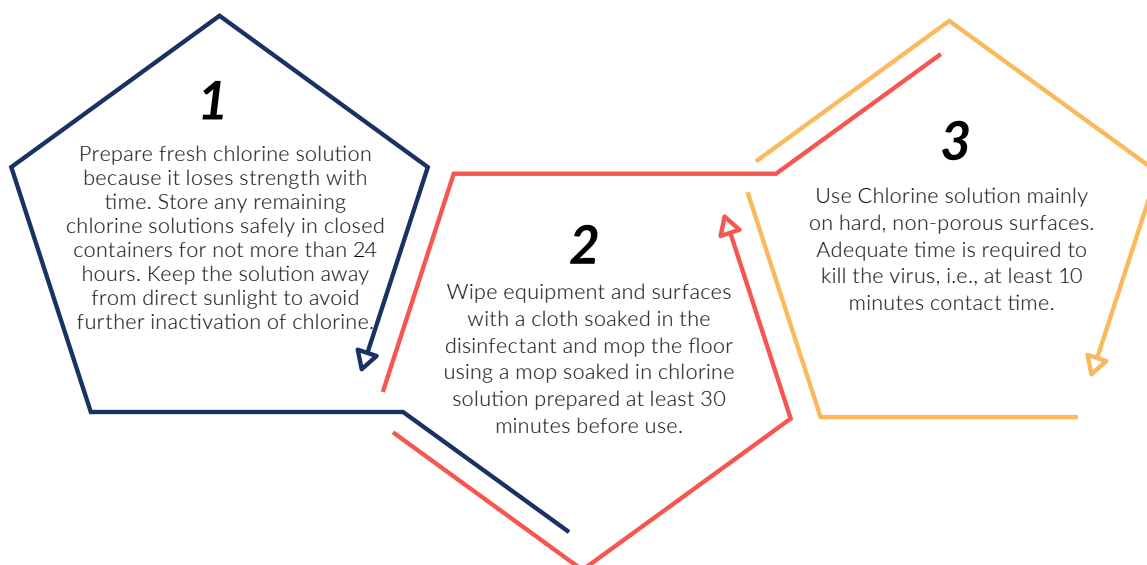 1
Prepare fresh chlorine solution
because it loses strength with
time. Store any remaining
chlorine solutions safely in closed
containers for not more than 24
hours. Keep the solution away
from direct sunlight to avoid
further inactivation of chlorine.
2
Wipe equipment and surfaces
with a cloth soaked in the
disinfectant and mop the floor
using a mop soaked in chlorine
solution prepared at least 30
minutes before use.
3
Use Chlorine solution mainly
on hard, non-porous surfaces.
Adequate time is required to
kill the virus, i.e., at least 10
minutes contact time.